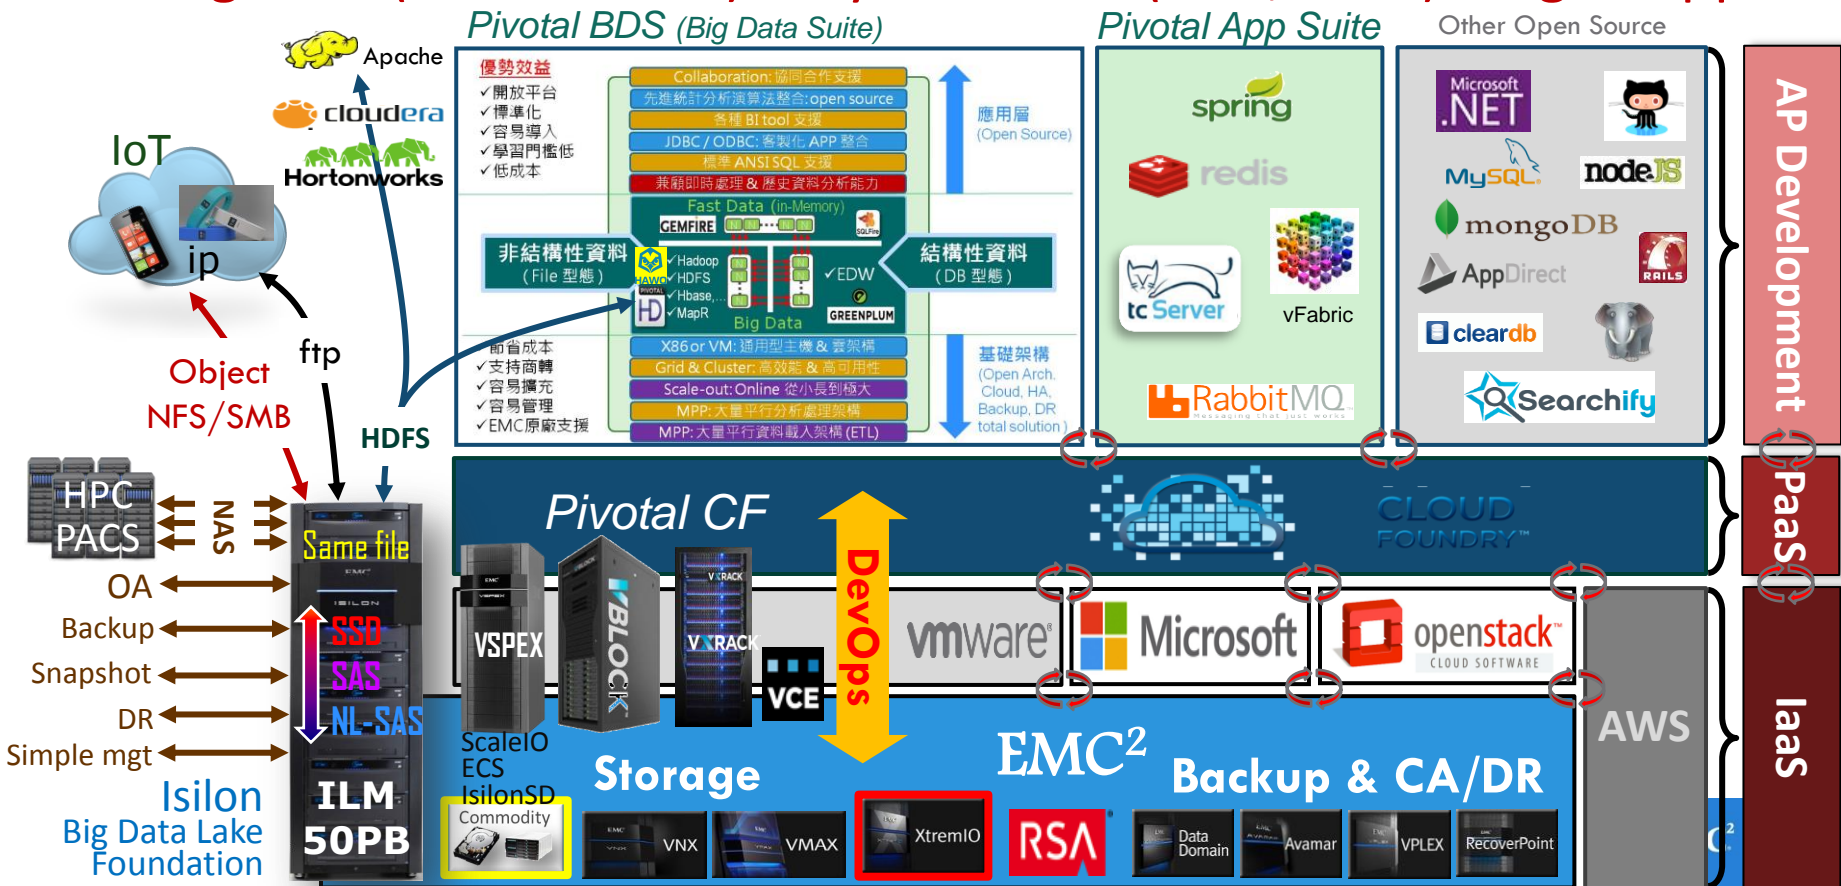 Pivotal BDS (Big Data Suite)
Pivotal App Suite
Other Open Source
Apache
cloudera
Hortonworks
IoT
ip
優勢效益
✓開放平台
✓標準化
✓容易導入
✓學習門檻低
✓低成本
Collaboration: 協同合作支援
先進統計分析演算法整合: open source
各種 BI tool 支援
JDBC / ODBC: 客製化 APP 整合
標準 ANSI SQL 支援
兼顧即時處理 & 歷史資料分析能力
應用層
(Open Source)
Fast Data (in-Memory)
GEMFIRE
SQLFire
非結構性資料
(File 型態)
HAWQ
PIVOTAL
HD
✓Hadoop
✓HDFS
✓Hbase,...
✓MapR
✓EDW
GREENPLUM
Big Data
結構性資料
(DB 型態)
節省成本
✓支持商轉
✓容易擴充
✓容易管理
✓EMC原廠支援
X86 or VM: 通用型主機 & 雲架構
Grid & Cluster: 高效能 & 高可用性
Scale-out: Online 從小長到極大
MPP: 大量平行分析處理架構
MPP: 大量平行資料載入架構 (ETL)
基礎架構
(Open Arch.
Cloud, HA,
Backup, DR
total solution )
spring
redis
tc Server
vFabric
RabbitMQ
Messaging that just works
Microsoft
.NET
MySQL
nodeJS
mongoDB
AppDirect
RAILS
cleardb
Searchify
AP Development
PaaS
IaaS
Object
NFS/SMB
ftp
HDFS
HPC
PACS
NAS
Same file
OA
Backup
Snapshot
DR
Simple mgt
EMC
ISILON
SSD
SAS
NL-SAS
ILM
50PB
Isilon
Big Data Lake
Foundation
Pivotal CF
CLOUD
FOUNDRY™
DevOps
EMC
VSPEX
VSPEX
VBLOCK
VXRACK
VXRACK
VCE
vmware®
Microsoft
openstack™
CLOUD SOFTWARE
AWS
ScaleIO
ECS
IsilonSD
Commodity
Storage
EMC²
Backup & CA/DR
VNX
VMAX
XtremIO
RSA
Data
Domain
Avamar
VPLEX
RecoverPoint